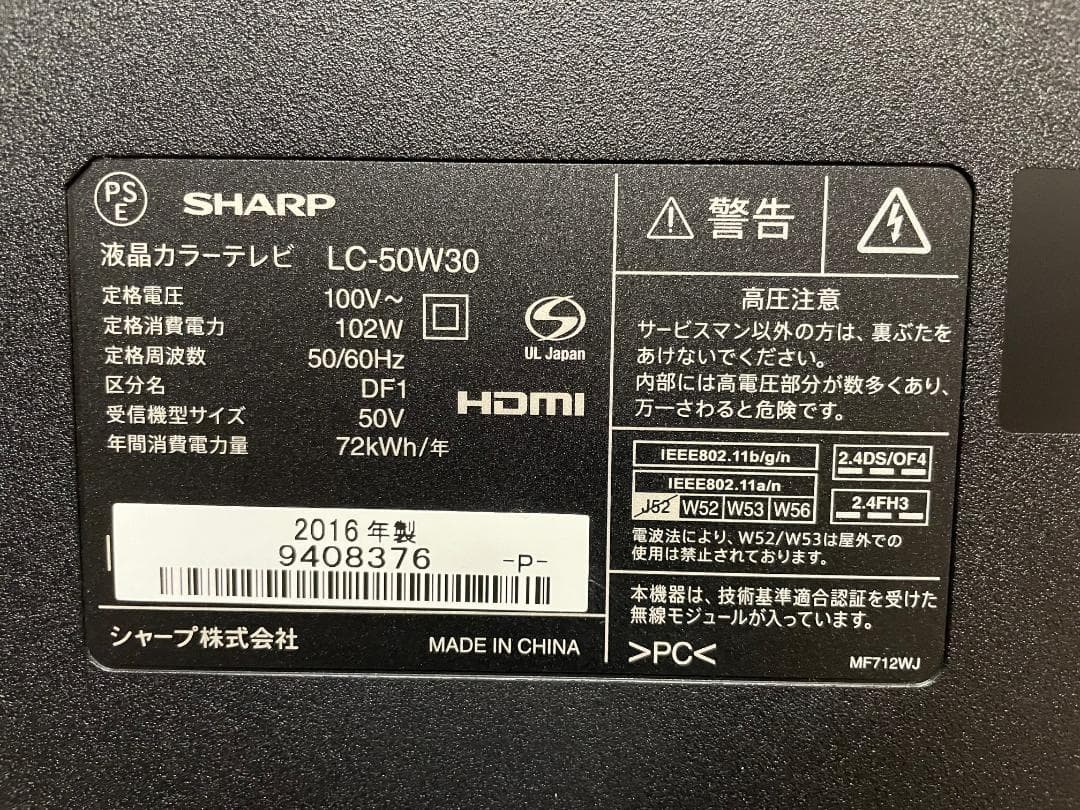 PS
E
SHARP
液晶カラーテレビ LC-50W30
定格電圧 100V～
定格消費電力 102W
定格周波数 50/60Hz
区分名 DF1
受信機型サイズ 50V
年間消費電力量 72kWh/年
UL Japan
HDMI
2016年製
9408376 -P-
シャープ株式会社 MADE IN CHINA
警告
高圧注意
サービスマン以外の方は、裏ぶたを
あけないでください。
内部には高電圧部分が数多くあり、
万一さわると危険です。
IEEE802.11b/g/n
IEEE802.11a/n
J52 W52 W53 W56
2.4DS/OF4
2.4FH3
電波法により、W52/W53は屋外での
使用は禁止されております。
本機器は、技術基準適合認証を受けた
無線モジュールが入っています。
>PC< MF712WJ